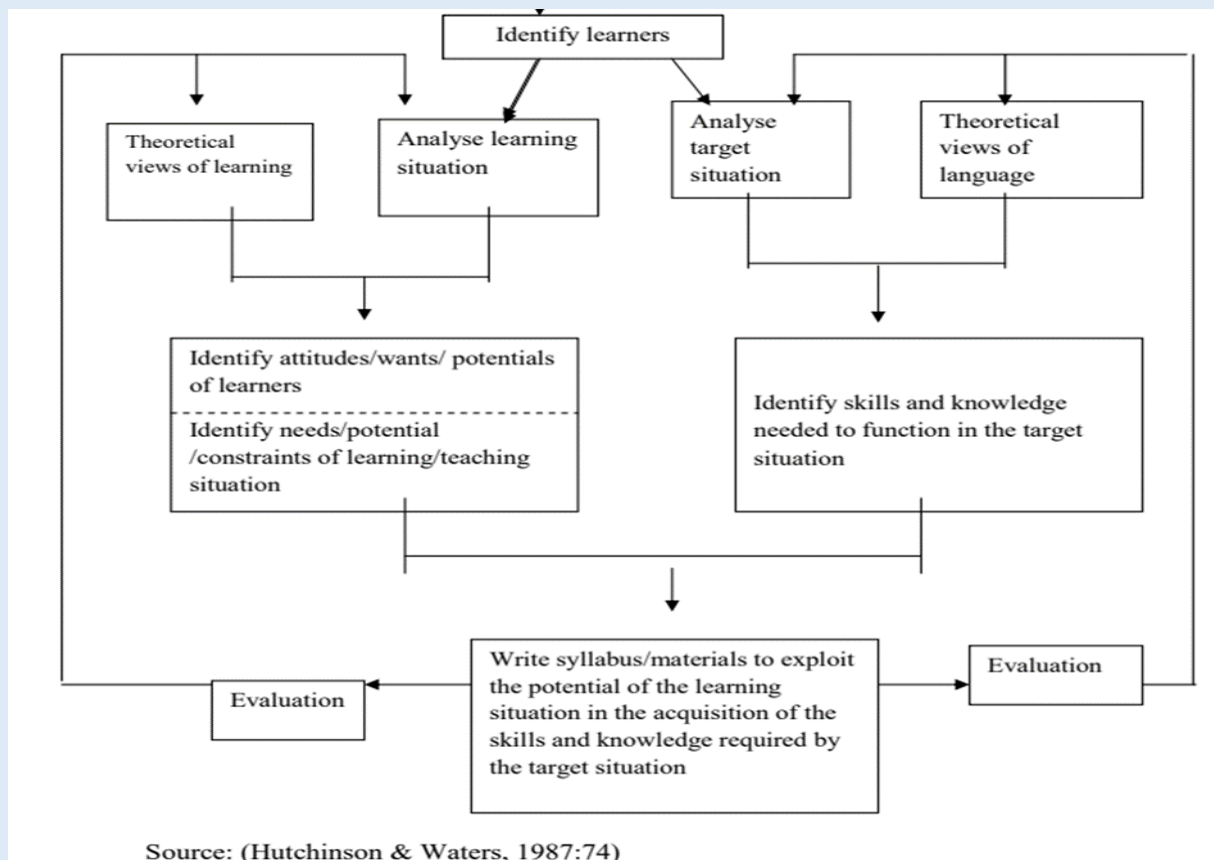 Identify learners
Theoretical
views of learning
Analyse learning
situation
Analyse
target
situation
Theoretical
views of
language
Identify attitudes/wants/ potentials
of learners
Identify needs/potential
/constraints of learning/teaching
situation
Identify skills and knowledge
needed to function in the target
situation
Evaluation
Write syllabus/materials to exploit
the potential of the learning
situation in the acquisition of the
skills and knowledge required by
the target situation
Evaluation
Source: (Hutchinson & Waters, 1987:74)